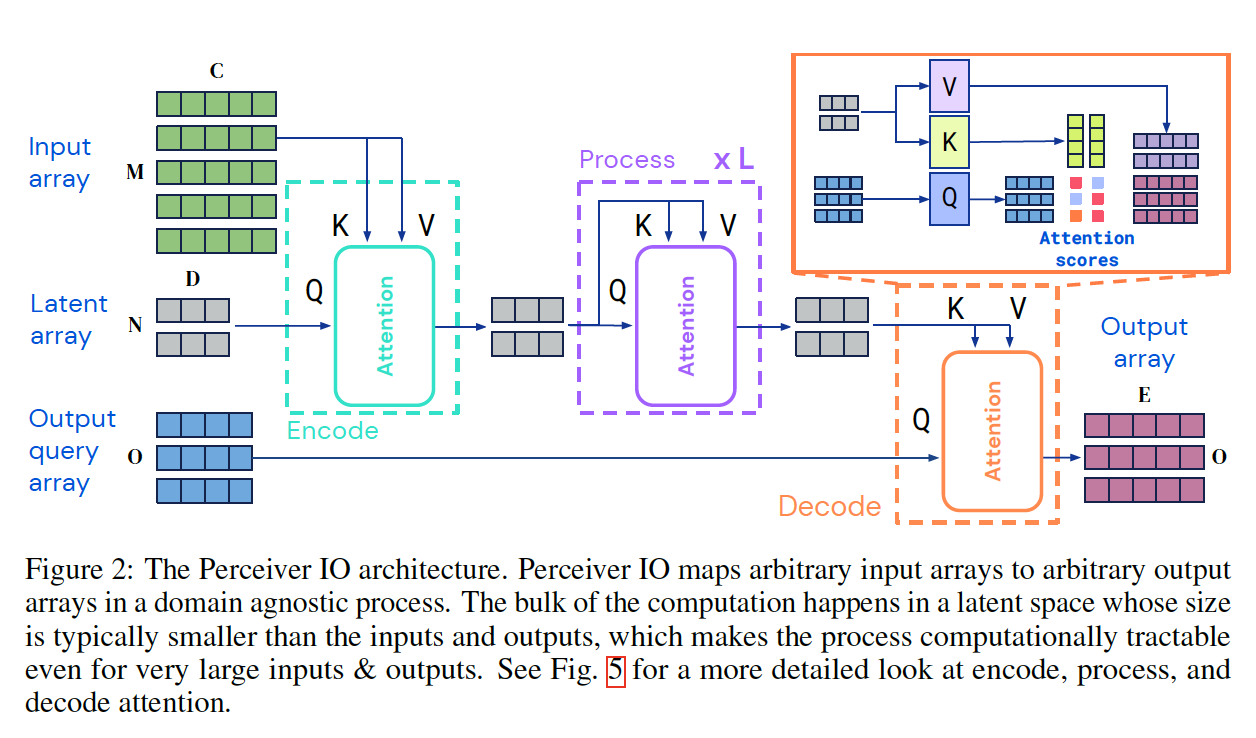 C
Input
array
M
D
Latent
array
N
Output
query
array
O
K
V
Q
Attention
Encode
Process
x L
K
V
Q
Attention
V
K
Q
Attention
scores
K
V
Q
Attention
Decode
Output
array
E
O
Figure 2: The Perceiver IO architecture. Perceiver IO maps arbitrary input arrays to arbitrary output
arrays in a domain agnostic process. The bulk of the computation happens in a latent space whose size
is typically smaller than the inputs and outputs, which makes the process computationally tractable
even for very large inputs & outputs. See Fig. 5 for a more detailed look at encode, process, and
decode attention.